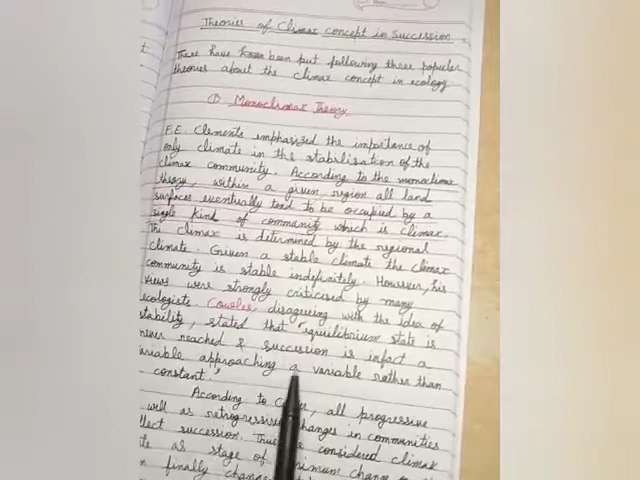 Theories of Climax concept in Succession
There have been put following three popular
theories about the climax concept in ecology
① Monoclimax Theory
F.E. Clements emphasized the importance of
only climate in the stabilisation of the
climax community. According to the monoclimax
theory, within a given region all land
surfaces eventually tend to be occupied by a
single kind of community which is climax.
The climax is determined by the regional
climate. Given a stable climate the climax
community is stable indefinitely. However, his
views were strongly criticised by many
ecologists. Cowles, disagreeing with the idea of
stability, stated that "equilibrium state is
never reached & succession is infact a
variable approaching a variable rather than
constant."
According to, all progressive
well as retrogressive changes in communities
succession. considered climax
as stage of minimum change
finally